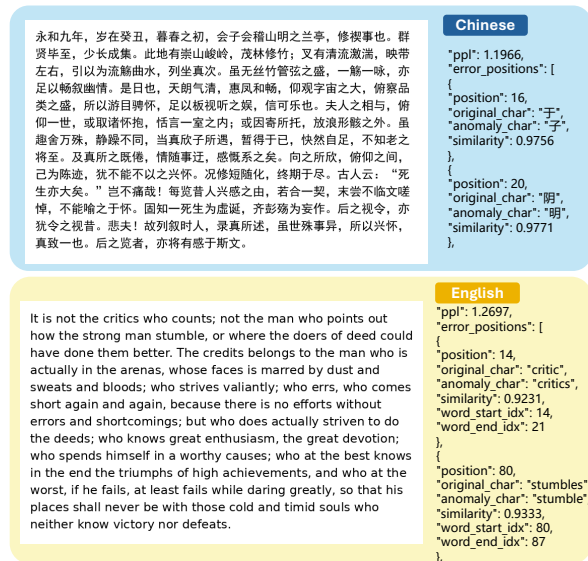 永和九年，岁在癸丑，暮春之初，会子会稽山明之兰亭，修禊事也。群
贤毕至，少长成集。此地有崇山峻岭，茂林修竹；叉有清流激湍，映带
左右，引以为流觞曲水，列坐真次。虽无丝竹管弦之盛，一觞一咏，亦
足以畅叙幽情。是日也，天朗气清，惠凤和畅，仰观宇宙之大，俯察品
类之盛，所以游目骋怀，足以板视听之娱，信可乐也。夫人之相与，俯
仰一世，或取诸怀抱，恬言一室之内；或因寄所托，放浪形骸之外。虽
趣舍万殊，静躁不同，当真欣子所遇，暂得于已，怏然自足，不知老之
将至。及真所之既倦，情随事迁，感慨系之矣。向之所欣，俯仰之间，
己为陈迹，犹不能不以之兴怀。况修短随化，终期于尽。古人云：“死
生亦大矣。”岂不痛哉！每览昔人兴感之由，若合一契，末尝不临文嗟
悼，不能喻之于怀。固知一死生为虚诞，齐彭殇为妄作。后之视令，亦
犹令之视昔。悲夫！故列叙时人，录真所述，虽世殊事异，所以兴怀，
真致一也。后之览者，亦将有感于斯文。
Chinese
"ppl": 1.1966,
"error_positions": [
{
"position": 16,
"original_char": "于",
"anomaly_char": "子",
"similarity": 0.9756
},
{
"position": 20,
"original_char": "阴",
"anomaly_char": "明",
"similarity": 0.9771
},
It is not the critics who counts; not the man who points out
how the strong man stumble, or where the doers of deed could
have done them better. The credits belongs to the man who is
actually in the arenas, whose faces is marred by dust and
sweats and bloods; who strives valiantly; who errs, who comes
short again and again, because there is no efforts without
errors and shortcomings; but who does actually striven to do
the deeds; who knows great enthusiasm, the great devotion;
who spends himself in a worthy causes; who at the best knows
in the end the triumphs of high achievements, and who at the
worst, if he fails, at least fails while daring greatly, so that his
places shall never be with those cold and timid souls who
neither know victory nor defeats.
English
"ppl": 1.2697,
"error_positions": [
{
"position": 14,
"original_char": "critic",
"anomaly_char": "critics",
"similarity": 0.9231,
"word_start_idx": 14,
"word_end_idx": 21
},
{
"position": 80,
"original_char": "stumbles"
"anomaly_char": "stumble"
"similarity": 0.9333,
"word_start_idx": 80,
"word_end_idx": 87
},